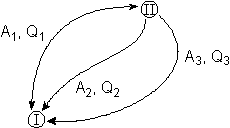 II
A1, Q1
A3, Q3
A2, Q2
I